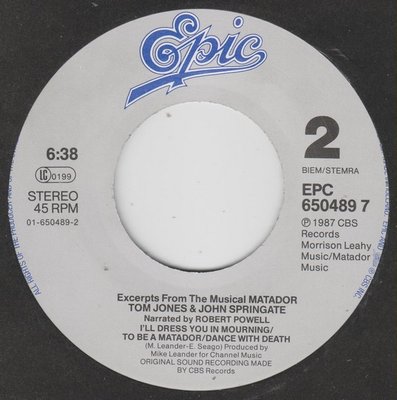 Epic
6:38
LC 0199
STEREO
45 RPM
01-650489-2
2
BIEM/STEMRA
EPC
650489 7
℗ 1987 CBS
Records
Morrison Leahy
Music/Matador
Music
Excerpts From The Musical MATADOR
TOM JONES & JOHN SPRINGATE
Narrated by ROBERT POWELL
I'LL DRESS YOU IN MOURNING/
TO BE A MATADOR/DANCE WITH DEATH
(M. Leander-E. Seago) Produced by
Mike Leander for Channel Music
ORIGINAL SOUND RECORDING MADE
BY CBS Records